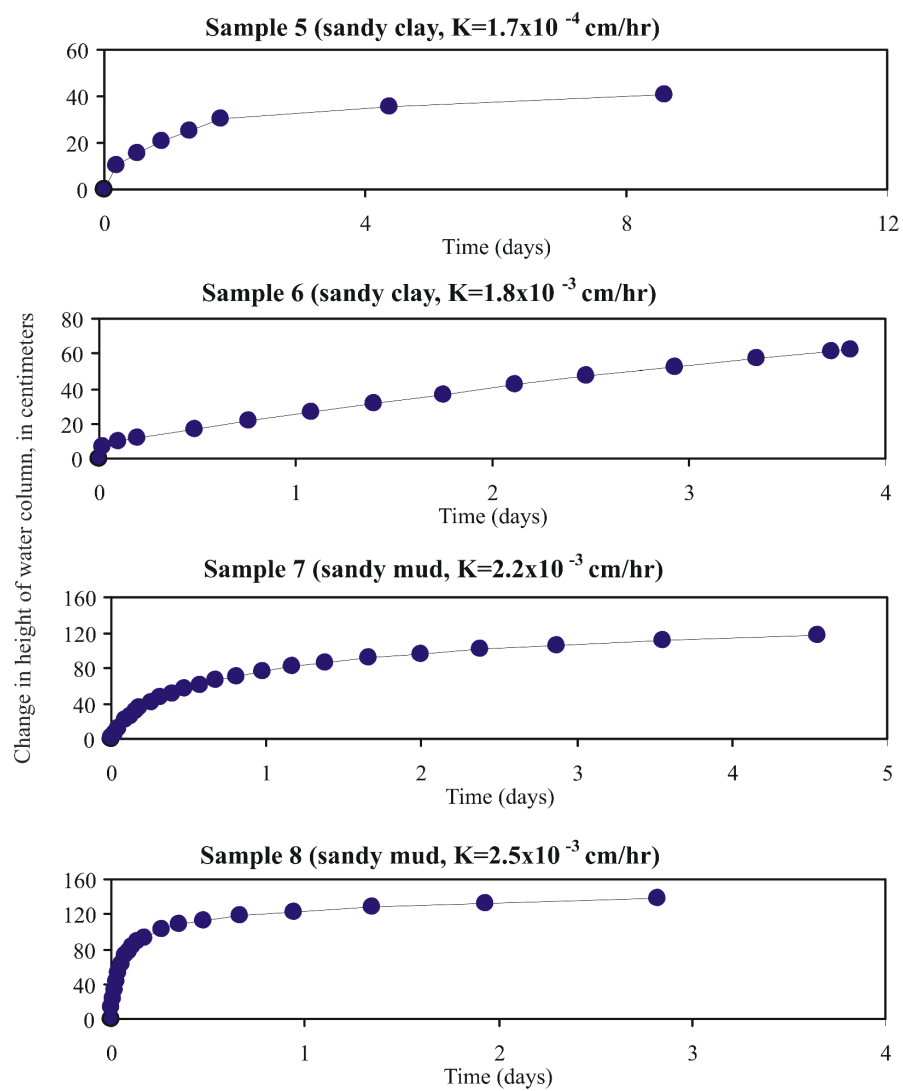 Sample 5 (sandy clay, K=1.7x10 -4 cm/hr)
60
40
20
0
0 4 8 12
Time (days)
Sample 6 (sandy clay, K=1.8x10 -3 cm/hr)
80
60
40
20
0
0 1 2 3 4
Time (days)
Change in height of water column, in centimeters
Sample 7 (sandy mud, K=2.2x10 -3 cm/hr)
160
120
80
40
0
0 1 2 3 4 5
Time (days)
Sample 8 (sandy mud, K=2.5x10 -3 cm/hr)
160
120
80
40
0
0 1 2 3 4
Time (days)